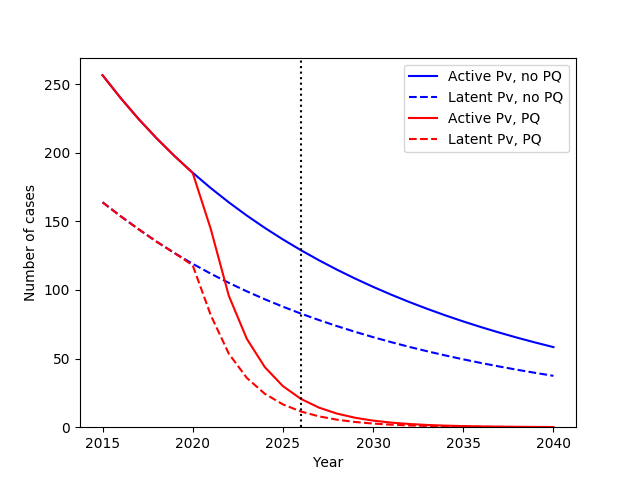 Active Pv, no PQ
Latent Pv, no PQ
Active Pv, PQ
Latent Pv, PQ
Number of cases
250
200
150
100
50
0
2015 2020 2025 2030 2035 2040
Year